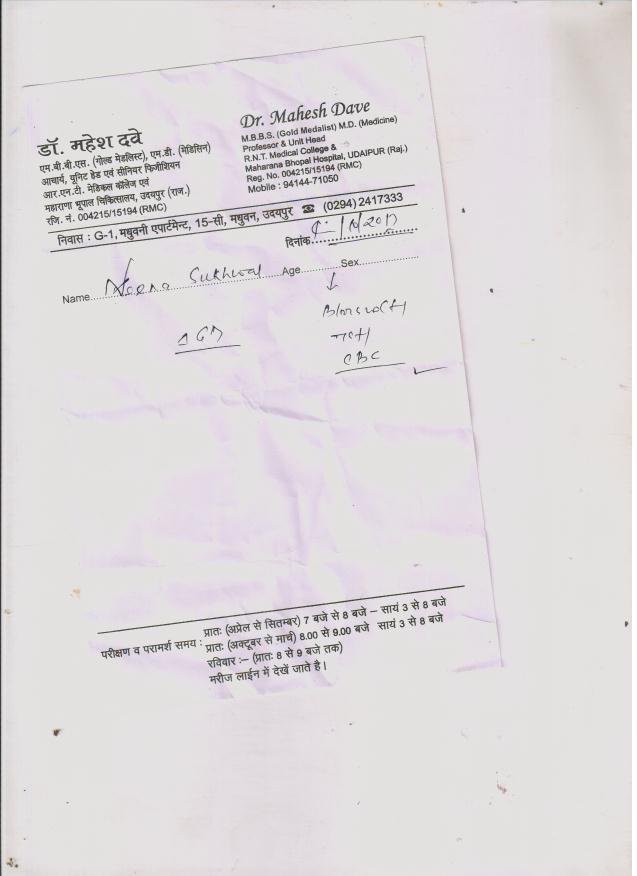 डॉ. महेश दवे
एम.बी.बी.एस. (गोल्ड मेडलिस्ट), एम.डी. (मेडिसिन)
आचार्य, यूनिट हेड एवं सीनियर फिजीशियन
आर.एन.टी. मेडिकल कॉलेज एवं
महाराणा भूपाल चिकित्सालय, उदयपुर (राज.)
रजि. नं. 004215/15194 (RMC)
Dr. Mahesh Dave
M.B.B.S. (Gold Medalist) M.D. (Medicine)
Professor & Unit Head
R.N.T. Medical College &
Maharana Bhopal Hospital, UDAIPUR (Raj.)
Reg. No. 004215/15194 (RMC)
Mobile : 94144-71050
निवास : G-1, मधुवनी एपार्टमेन्ट, 15-सी, मधुवन, उदयपुर ☎ (0294) 2417333
दिनांक
Name Age Sex
CBC
परीक्षण व परामर्श समय : प्रातः (अप्रेल से सितम्बर) 7 बजे से 8 बजे – सायं 3 से 8 बजे
प्रातः (अक्टूबर से मार्च) 8.00 से 9.00 बजे सायं 3 से 8 बजे
रविवार :– (प्रातः 8 से 9 बजे तक)
मरीज लाईन में देखें जाते है।